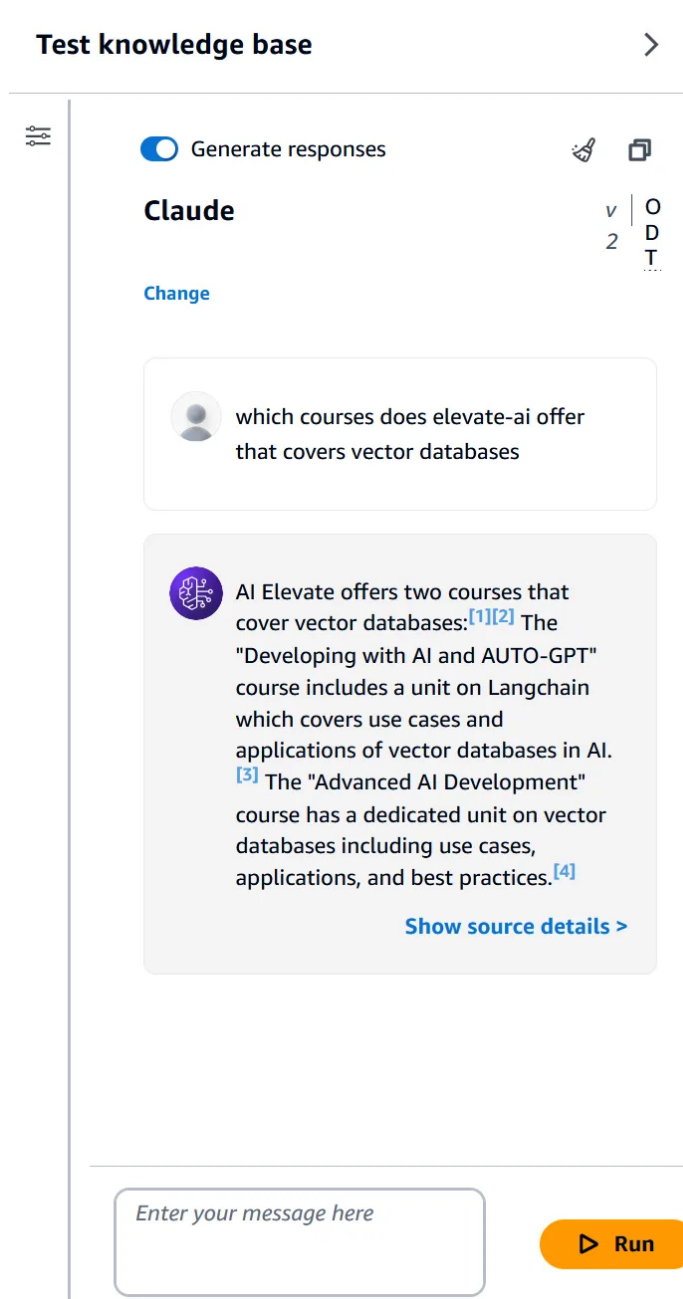 Test knowledge base
Generate responses
Claude
v
2
O
D
T
Change
which courses does elevate-ai offer
that covers vector databases
AI Elevate offers two courses that
cover vector databases:[1][2] The
"Developing with AI and AUTO-GPT"
course includes a unit on Langchain
which covers use cases and
applications of vector databases in AI.
[3] The "Advanced AI Development"
course has a dedicated unit on vector
databases including use cases,
applications, and best practices.[4]
Show source details >
Enter your message here
Run